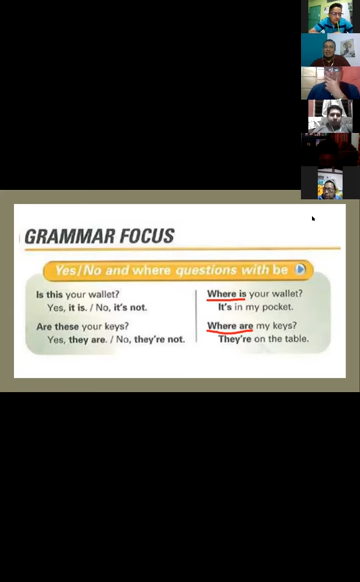 GRAMMAR FOCUS
Yes/No and where questions with be
Is this your wallet?
Yes, it is. / No, it's not.
Are these your keys?
Yes, they are. / No, they're not.
Where is your wallet?
It's in my pocket.
Where are my keys?
They're on the table.